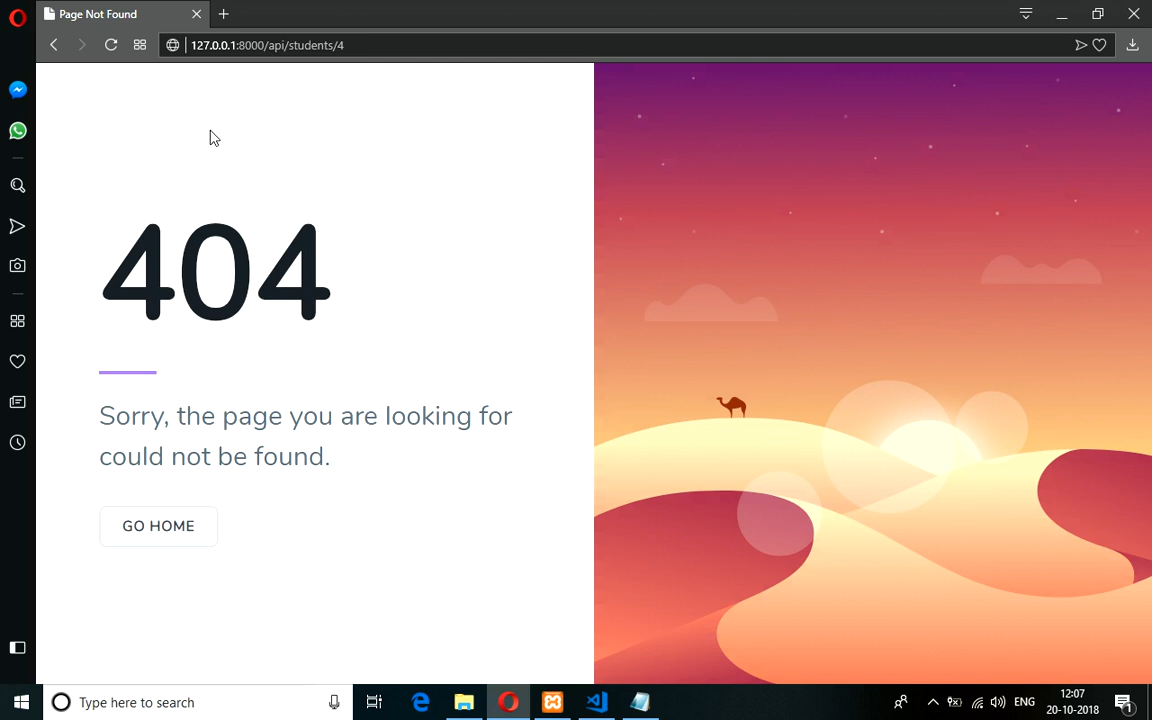 Page Not Found
127.0.0.1:8000/api/students/4
404
Sorry, the page you are looking for
could not be found.
GO HOME
Type here to search
ENG
12:07
20-10-2018
1